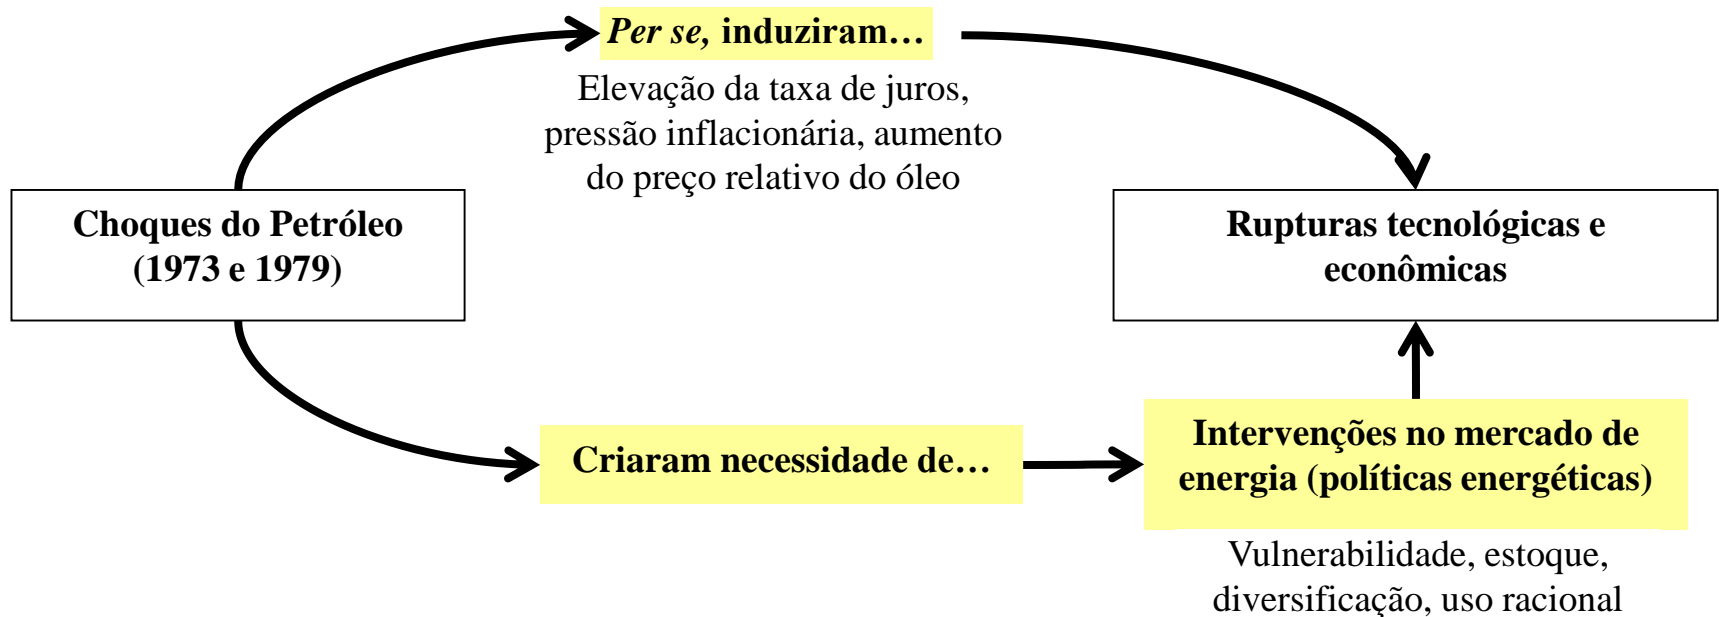 Per se, induziram…
Elevação da taxa de juros,
pressão inflacionária, aumento
do preço relativo do óleo
Choques do Petróleo
(1973 e 1979)
Rupturas tecnológicas e
econômicas
Criaram necessidade de…
Intervenções no mercado de
energia (políticas energéticas)
Vulnerabilidade, estoque,
diversificação, uso racional